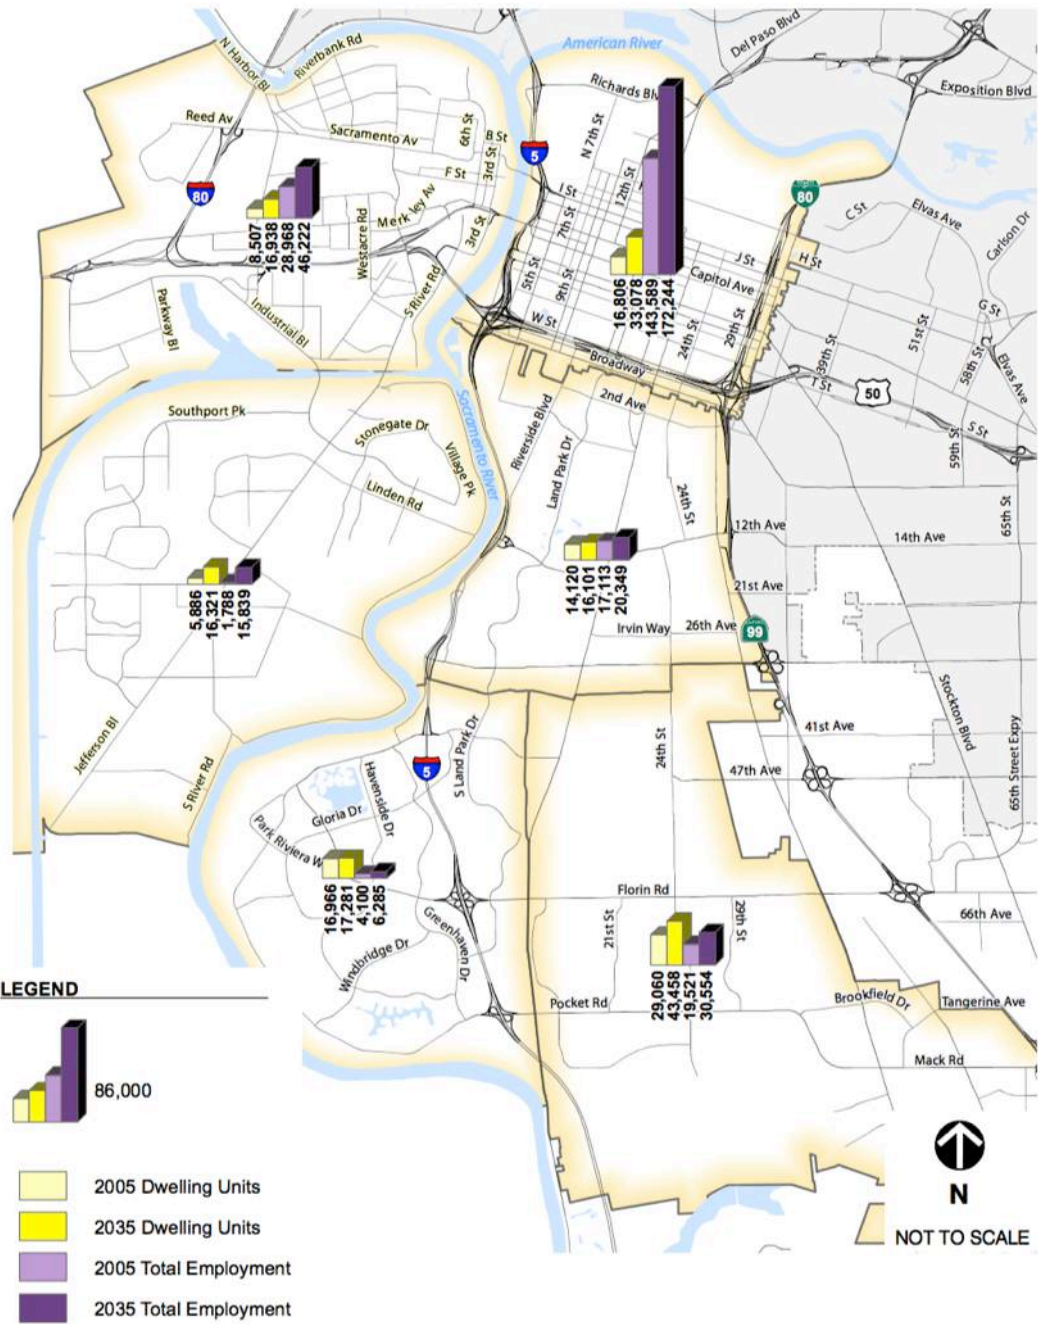 American River
Del Paso Blvd
N Harbor Bl
Riverbank Rd
Richards Blv
Exposition Blvd
Reed Av
Sacramento Av
6th St
B St
3rd St
F St
5
N 7th St
12th St
I St
7th St
80
80
C St
Elvas Ave
Carlson Dr
Merkley Av
Westacre Rd
3rd St
8,507
16,938
28,968
46,222
5th St
9th St
J St
Capitol Ave
H St
16,806
33,078
143,589
172,244
24th St
29th St
G St
51st St
58th St
Elvas Ave
Parkway Bl
Industrial Bl
S River Rd
W St
Broadway
39th St
T St
50
2nd Ave
S St
59th St
Southport Pk
Stonegate Dr
Village Pk
Linden Rd
Sacramento River
Riverside Blvd
Land Park Dr
24th St
65th St
12th Ave
14th Ave
5,886
16,321
1,788
15,839
14,120
16,101
17,113
20,349
21st Ave
Irvin Way
26th Ave
99
Stockton Blvd
41st Ave
47th Ave
65th Street Expy
Jefferson Bl
S River Rd
5
S Land Park Dr
24th St
Havenside Dr
Gloria Dr
Park Riviera W
16,966
17,281
4,100
6,285
Greenhaven Dr
Windbridge Dr
Florin Rd
66th Ave
21st St
29th St
29,060
43,458
19,521
30,554
Pocket Rd
Brookfield Dr
Tangerine Ave
Mack Rd
LEGEND
86,000
2005 Dwelling Units
2035 Dwelling Units
2005 Total Employment
2035 Total Employment
N
NOT TO SCALE